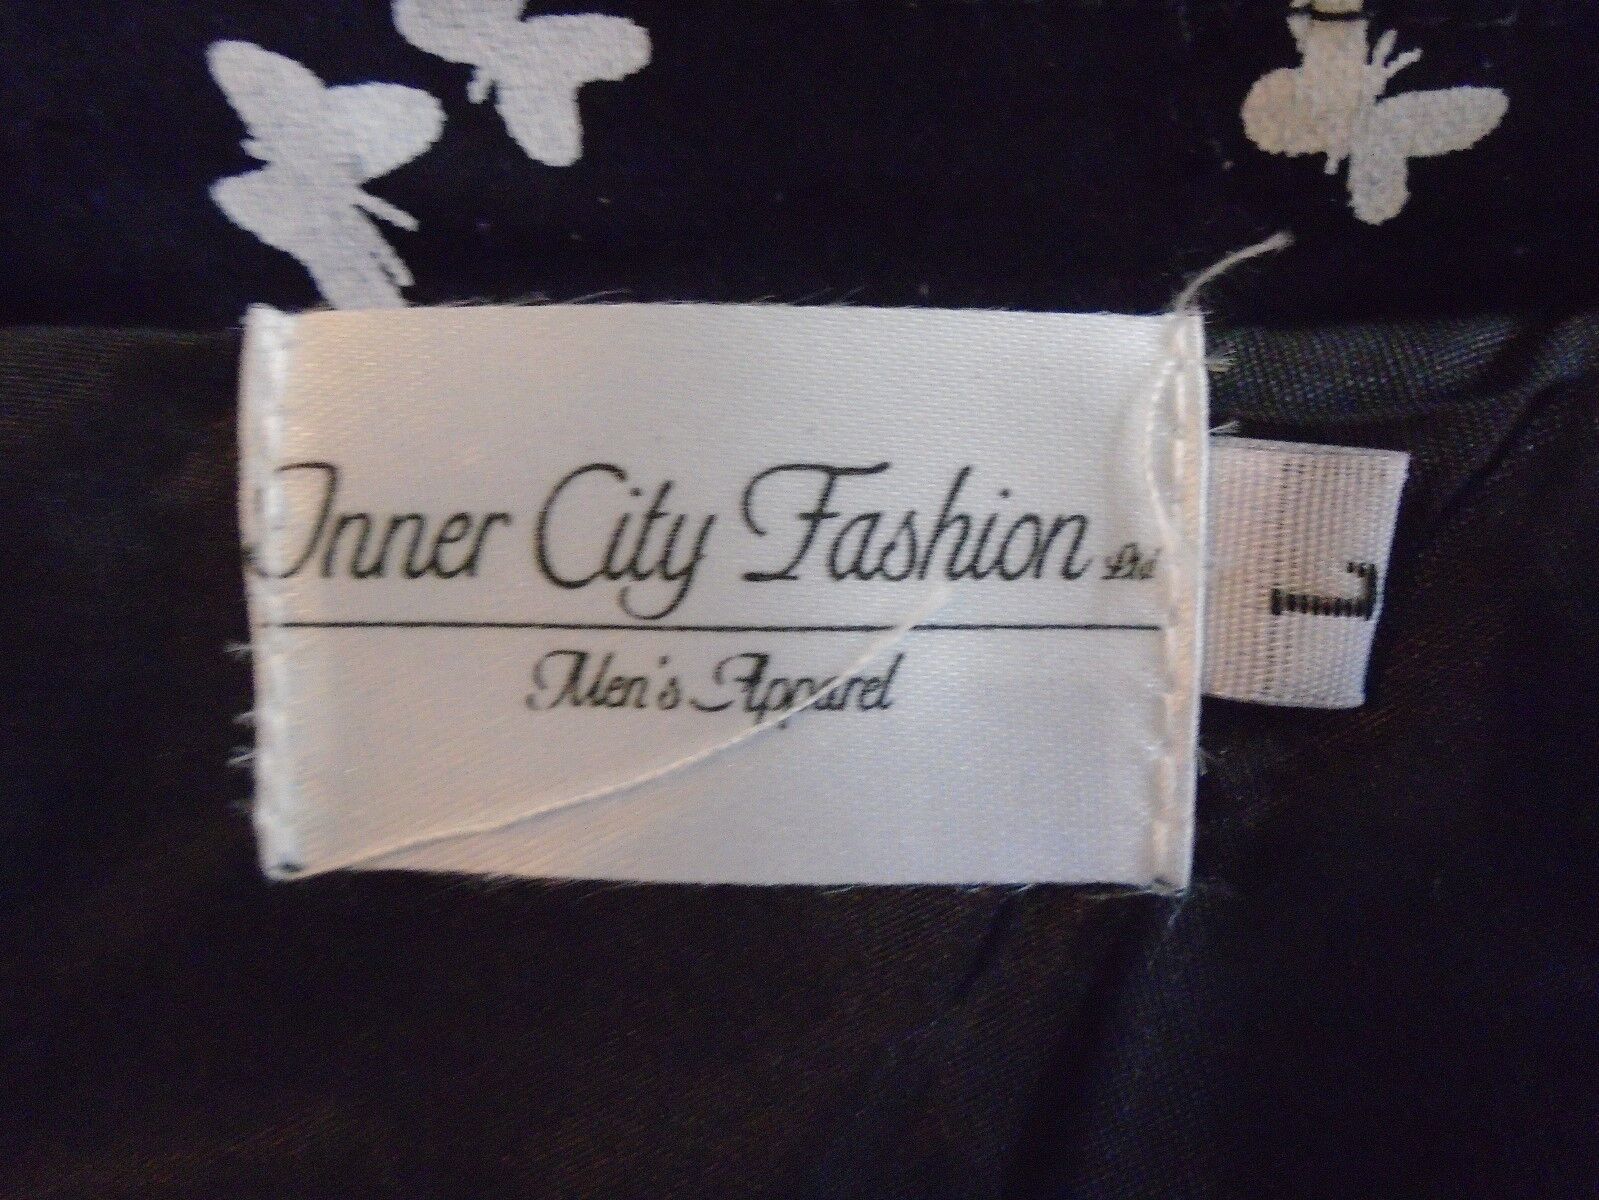 Inner City Fashion Ltd
Men's Apparel
L